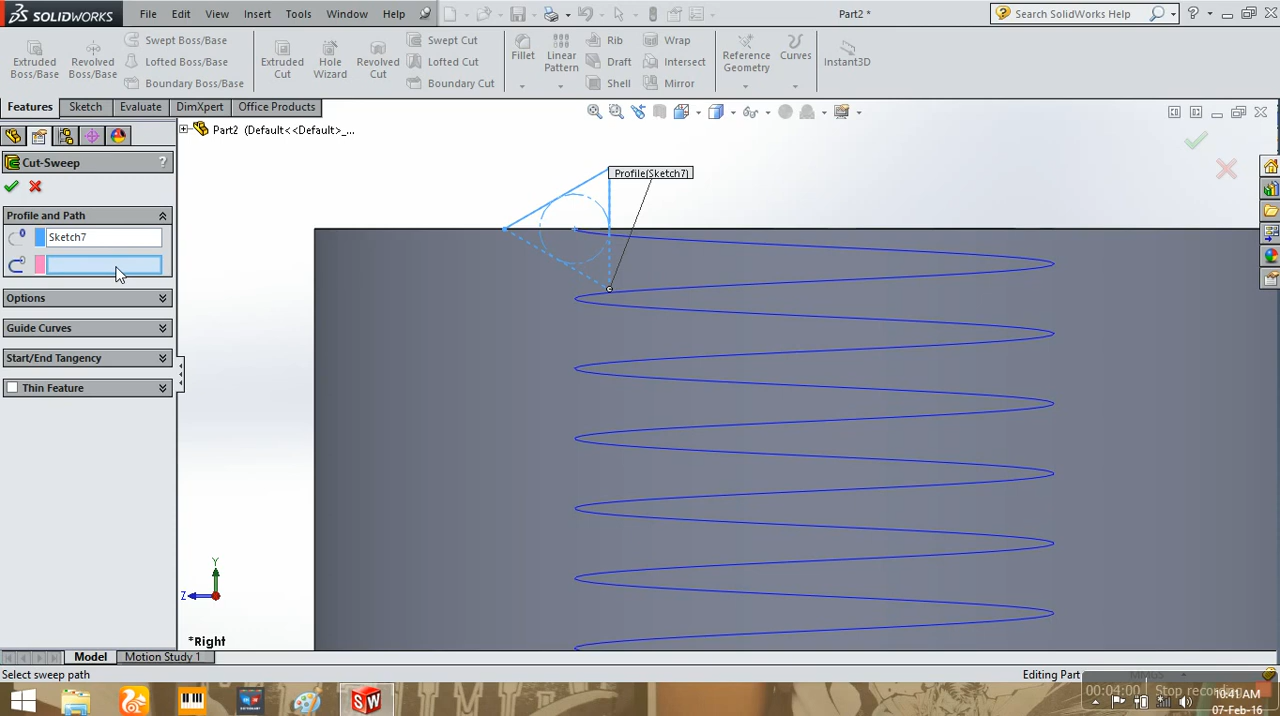 SOLIDWORKS File Edit View Insert Tools Window Help Part2 * Search SolidWorks Help
Extruded Boss/Base
Revolved Boss/Base
Swept Boss/Base
Lofted Boss/Base
Boundary Boss/Base
Extruded Cut
Hole Wizard
Revolved Cut
Swept Cut
Lofted Cut
Boundary Cut
Fillet
Linear Pattern
Rib
Draft
Shell
Wrap
Intersect
Mirror
Reference Geometry
Curves
Instant3D
Features Sketch Evaluate DimXpert Office Products
Part2 (Default<<Default>_...
Cut-Sweep ?
Profile and Path
Sketch7
Options
Guide Curves
Start/End Tangency
Thin Feature
Profile(Sketch7)
Y
Z
*Right
Model Motion Study 1
Select sweep path Editing Part MMGS
00:04:00 Stop recording
10:41AM
07-Feb-16